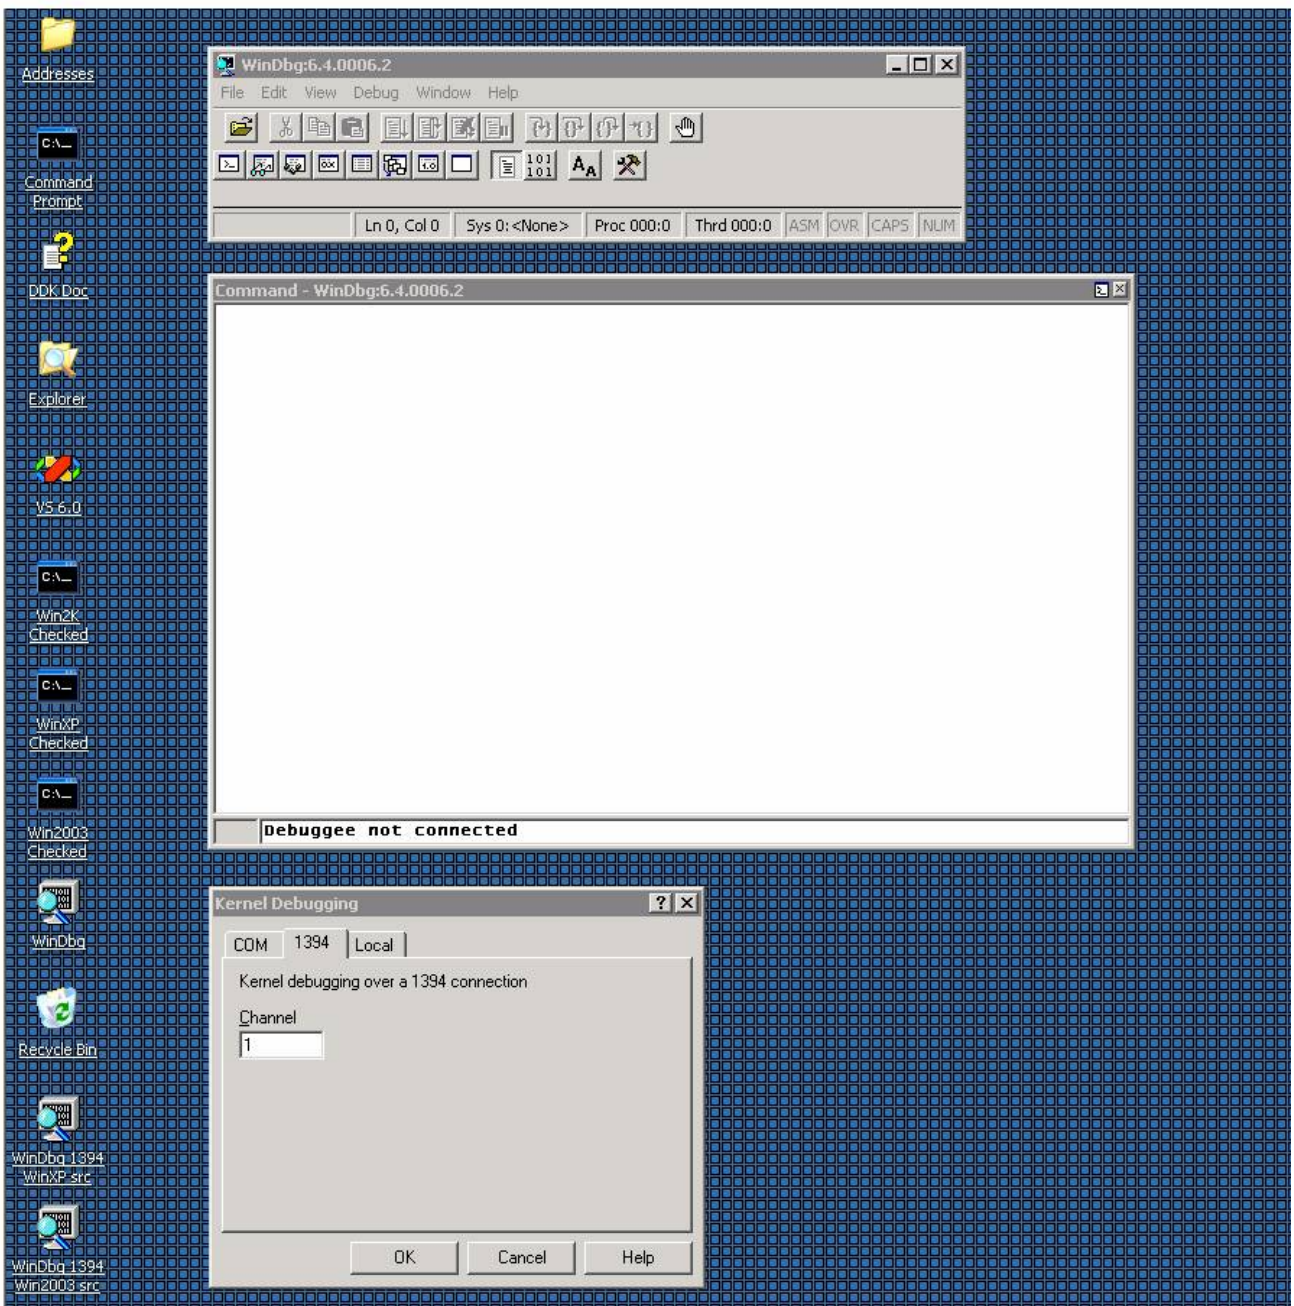 Addresses
C:\_
Command
Prompt
DDK Doc
Explorer
VS 6.0
C:\_
Win2K
Checked
C:\_
WinXP
Checked
C:\_
Win2003
Checked
WinDbg
Recycle Bin
WinDbg 1394
WinXP src
WinDbg 1394
Win2003 src
WinDbg:6.4.0006.2
File Edit View Debug Window Help
101
101 AA
Ln 0, Col 0 Sys 0:<None> Proc 000:0 Thrd 000:0 ASM OVR CAPS NUM
Command - WinDbg:6.4.0006.2
Debuggee not connected
Kernel Debugging
COM 1394 Local
Kernel debugging over a 1394 connection
Channel
1
OK Cancel Help